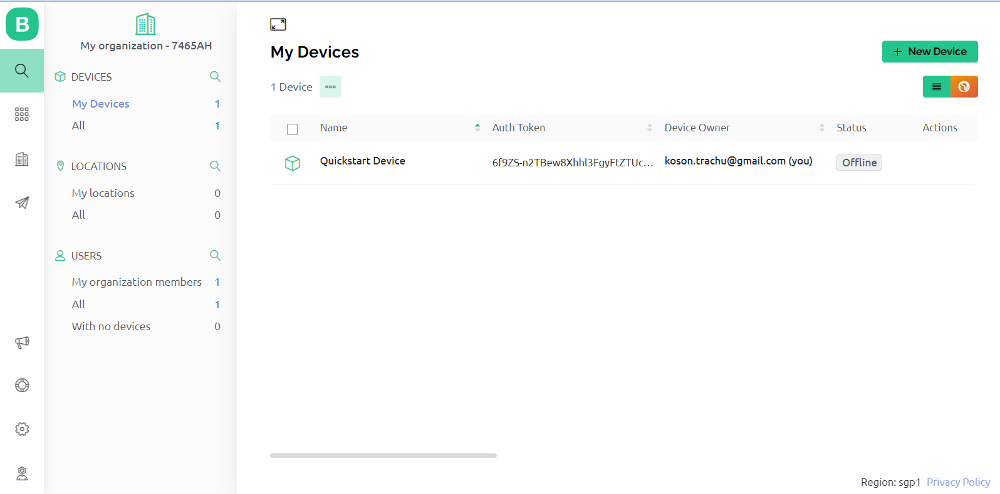 B
My organization - 7465AH
DEVICES
My Devices 1
All 1
LOCATIONS
My locations 0
All 0
USERS
My organization members 1
All 1
With no devices 0
My Devices
+ New Device
1 Device
Name Auth Token Device Owner Status Actions
Quickstart Device 6f9ZS-n2TBew8Xhhl3FgyFtZTUc... koson.trachu@gmail.com (you) Offline
Region: sgp1 Privacy Policy